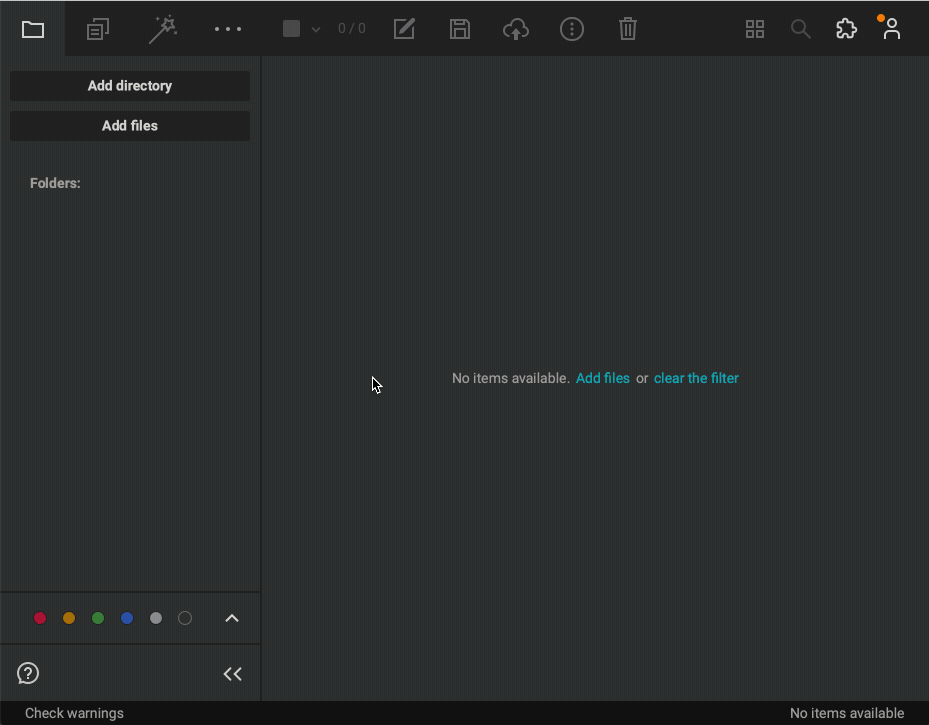 0 / 0
Add directory
Add files
Folders:
No items available. Add files or clear the filter
Check warnings
No items available